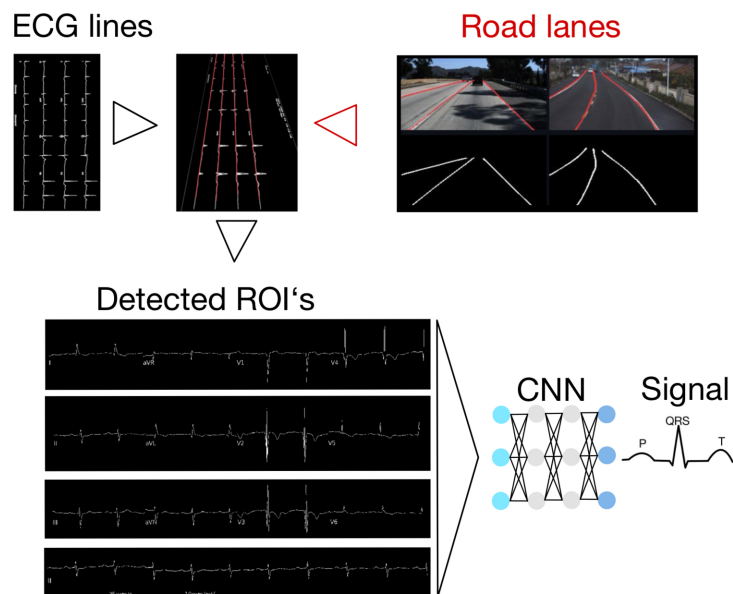 ECG lines
Road lanes
Detected ROI's
I
aVR
V1
V4
II
aVL
V2
V5
III
aVF
V3
V6
II
CNN
Signal
QRS
P
T